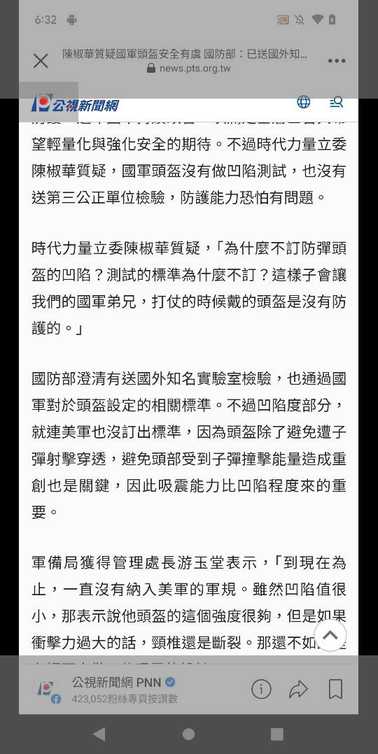 6:32
陳椒華質疑國軍頭盔安全有虞 國防部：已送國外知...
news.pts.org.tw
公視新聞網
望輕量化與強化安全的期待。不過時代力量立委
陳椒華質疑，國軍頭盔沒有做凹陷測試，也沒有
送第三公正單位檢驗，防護能力恐怕有問題。
時代力量立委陳椒華質疑，「為什麼不訂防彈頭
盔的凹陷？測試的標準為什麼不訂？這樣子會讓
我們的國軍弟兄，打仗的時候戴的頭盔是沒有防
護的。」
國防部澄清有送國外知名實驗室檢驗，也通過國
軍對於頭盔設定的相關標準。不過凹陷度部分，
就連美軍也沒訂出標準，因為頭盔除了避免遭子
彈射擊穿透，避免頭部受到子彈撞擊能量造成重
創也是關鍵，因此吸震能力比凹陷程度來的重
要。
軍備局獲得管理處長游玉堂表示，「到現在為
止，一直沒有納入美軍的軍規。雖然凹陷值很
小，那表示說他頭盔的這個強度很夠，但是如果
衝擊力過大的話，頸椎還是斷裂。那還不如
公視新聞網 PNN
423,052粉絲專頁按讚數